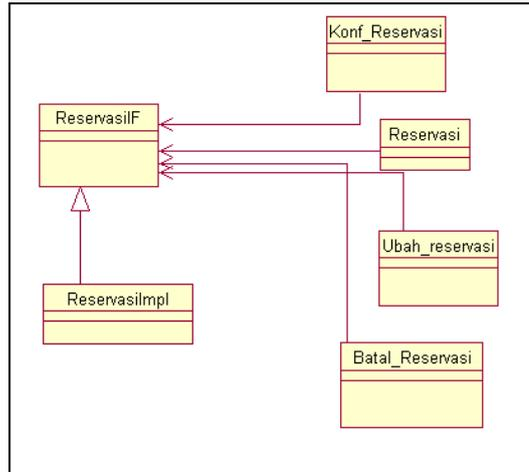 Konf_Reservasi
ReservasiIF
Reservasi
Ubah_reservasi
ReservasiImpl
Batal_Reservasi